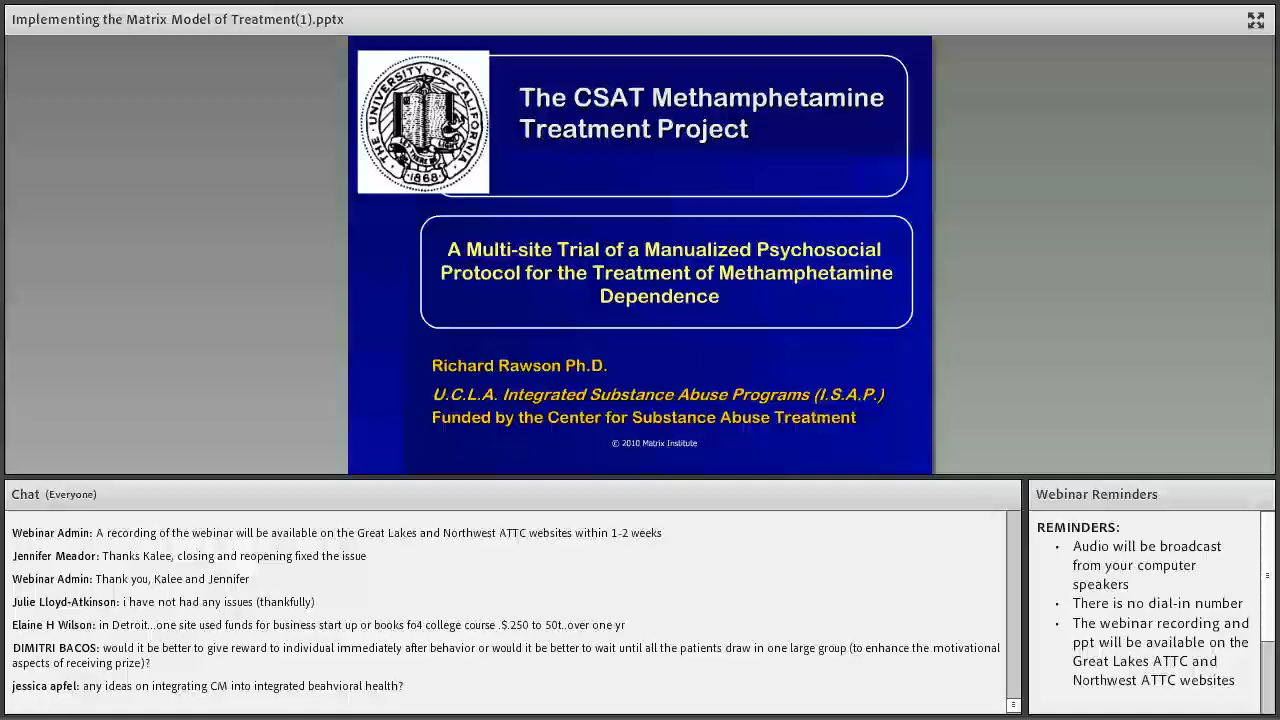 Implementing the Matrix Model of Treatment(1).pptx
THE UNIVERSITY OF CALIFORNIA
LET THERE BE LIGHT
1868
The CSAT Methamphetamine
Treatment Project
A Multi-site Trial of a Manualized Psychosocial
Protocol for the Treatment of Methamphetamine
Dependence
Richard Rawson Ph.D.
U.C.L.A. Integrated Substance Abuse Programs (I.S.A.P.)
Funded by the Center for Substance Abuse Treatment
© 2010 Matrix Institute
Chat (Everyone)
Webinar Admin: A recording of the webinar will be available on the Great Lakes and Northwest ATTC websites within 1-2 weeks
Jennifer Meador: Thanks Kalee, closing and reopening fixed the issue
Webinar Admin: Thank you, Kalee and Jennifer
Julie Lloyd-Atkinson: i have not had any issues (thankfully)
Elaine H Wilson: in Detroit...one site used funds for business start up or books fo4 college course .$.250 to 50t..over one yr
DIMITRI BACOS: would it be better to give reward to individual immediately after behavior or would it be better to wait until all the patients draw in one large group (to enhance the motivational
aspects of receiving prize)?
jessica apfel: any ideas on integrating CM into integrated beahvioral health?
Webinar Reminders
REMINDERS:
• Audio will be broadcast
from your computer
speakers
• There is no dial-in number
• The webinar recording and
ppt will be available on the
Great Lakes ATTC and
Northwest ATTC websites